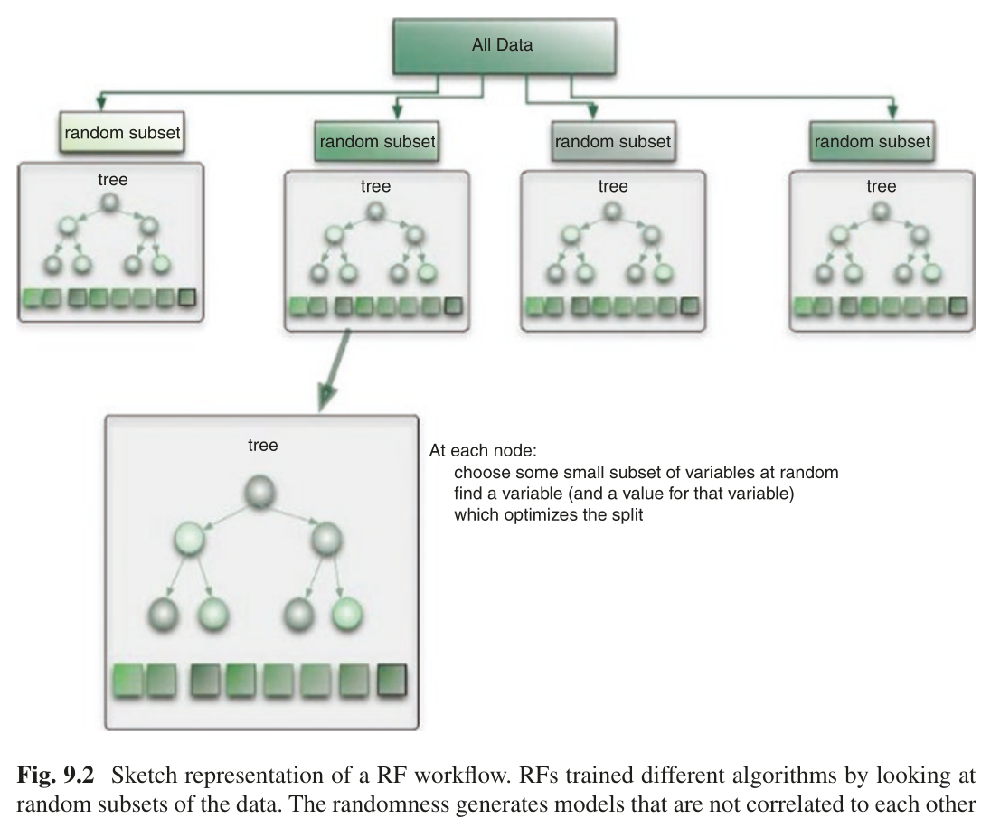 All Data
random subset
random subset
random subset
random subset
tree
tree
tree
tree
tree
At each node:
choose some small subset of variables at random
find a variable (and a value for that variable)
which optimizes the split
Fig. 9.2 Sketch representation of a RF workflow. RFs trained different algorithms by looking at
random subsets of the data. The randomness generates models that are not correlated to each other